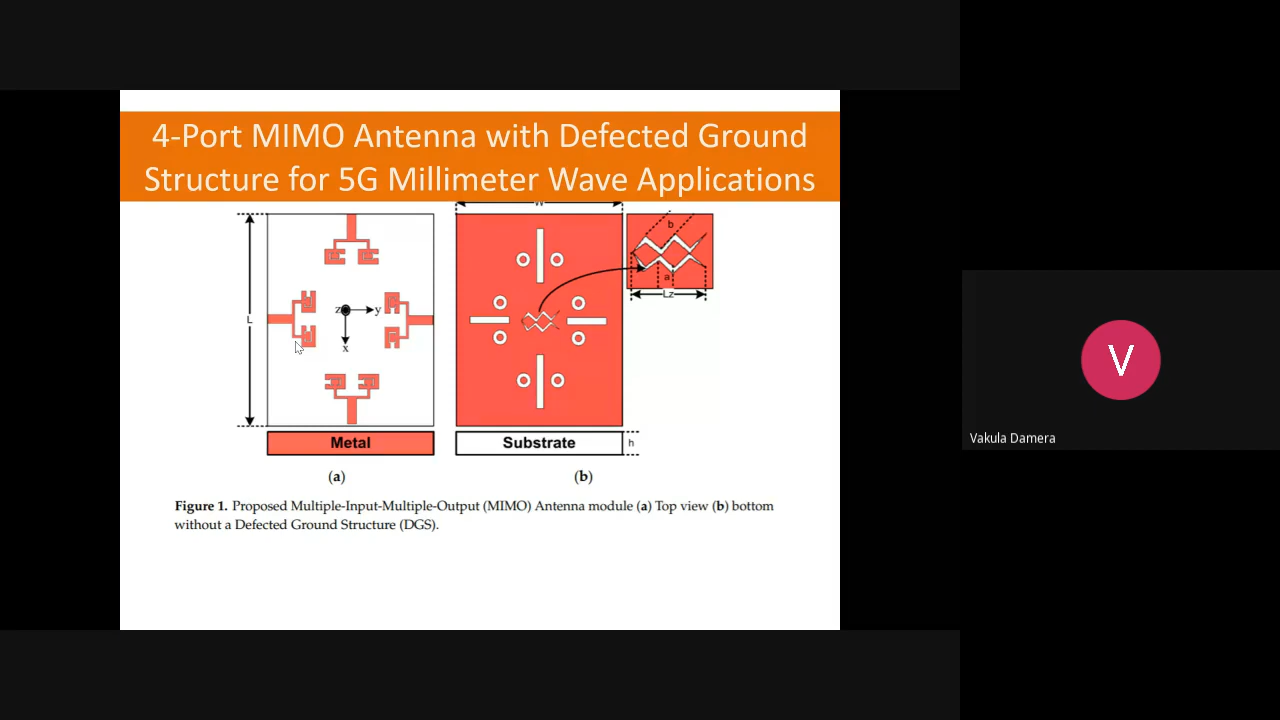 4-Port MIMO Antenna with Defected Ground
Structure for 5G Millimeter Wave Applications
W
b
a
Lz
L
z
y
x
Metal
Substrate
h
(a)
(b)
Figure 1. Proposed Multiple-Input-Multiple-Output (MIMO) Antenna module (a) Top view (b) bottom
without a Defected Ground Structure (DGS).
V
Vakula Damera